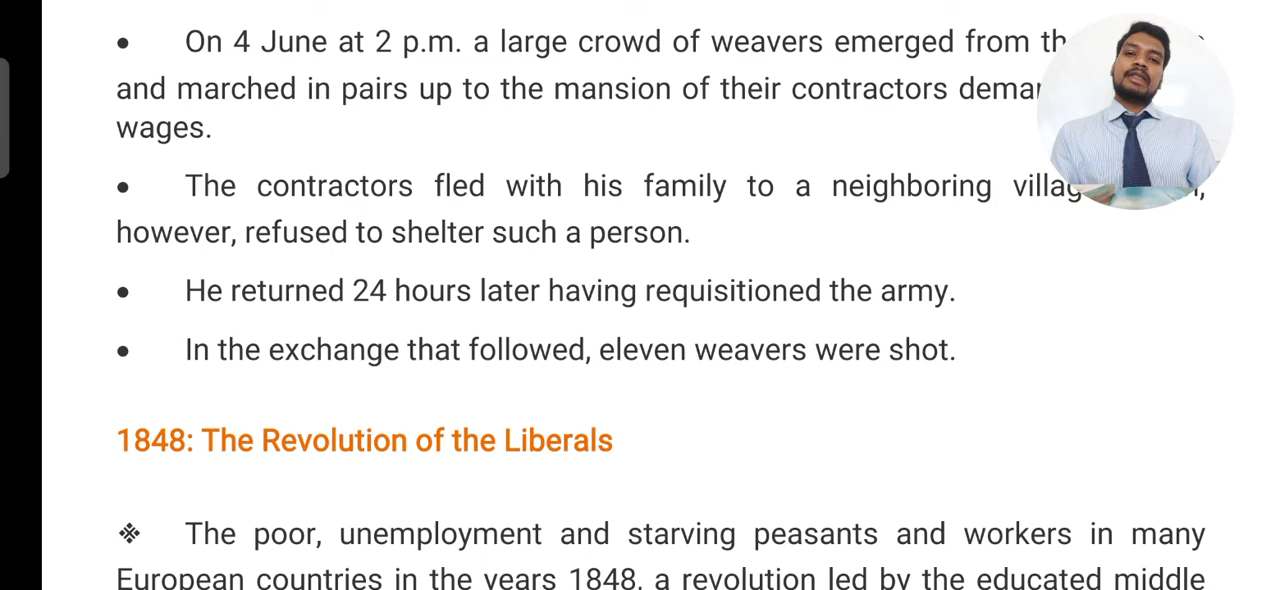 • On 4 June at 2 p.m. a large crowd of weavers emerged from
and marched in pairs up to the mansion of their contractors
wages.
• The contractors fled with his family to a neighboring
however, refused to shelter such a person.
• He returned 24 hours later having requisitioned the army.
• In the exchange that followed, eleven weavers were shot.
1848: The Revolution of the Liberals
❖ The poor, unemployment and starving peasants and workers in many
European countries in the years 1848, a revolution led by the educated middle